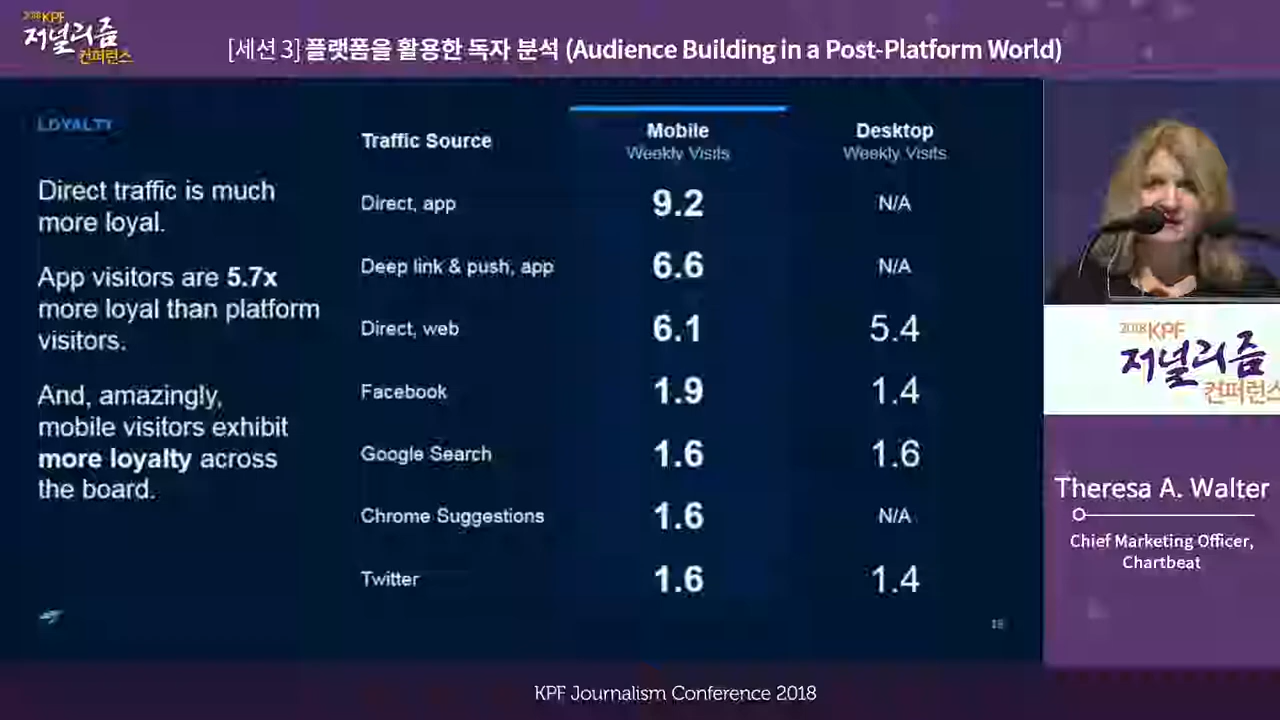 2018 KPF
저널리즘
컨퍼런스
[세션 3] 플랫폼을 활용한 독자 분석 (Audience Building in a Post-Platform World)
LOYALTY
Direct traffic is much
more loyal.
App visitors are 5.7x
more loyal than platform
visitors.
And, amazingly,
mobile visitors exhibit
more loyalty across
the board.
Traffic Source Mobile Weekly Visits Desktop Weekly Visits
Direct, app 9.2 N/A
Deep link & push, app 6.6 N/A
Direct, web 6.1 5.4
Facebook 1.9 1.4
Google Search 1.6 1.6
Chrome Suggestions 1.6 N/A
Twitter 1.6 1.4
2018 KPF
저널리즘
컨퍼런스
Theresa A. Walter
Chief Marketing Officer,
Chartbeat
KPF Journalism Conference 2018